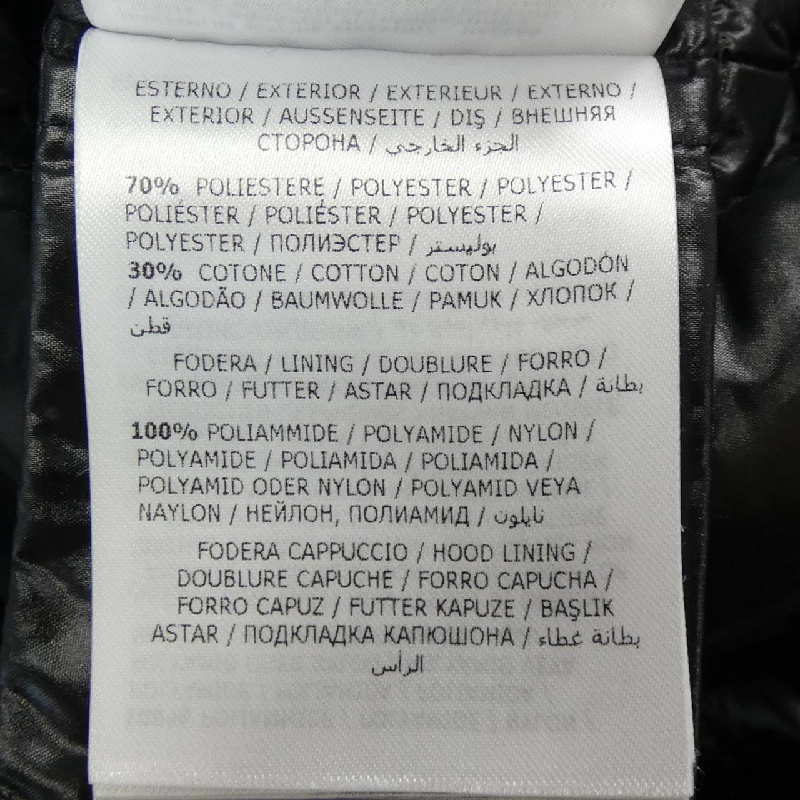 ESTERNO / EXTERIOR / EXTERIEUR / EXTERNO /
EXTERIOR / AUSSENSEITE / DIŞ / ВНЕШНЯЯ
СТОРОНА / الجزء الخارجي
70% POLIESTERE / POLYESTER / POLYESTER /
POLIÉSTER / POLIÉSTER / POLYESTER /
POLYESTER / ПОЛИЭСТЕР / بوليستر
30% COTONE / COTTON / COTON / ALGODÓN
/ ALGODÃO / BAUMWOLLE / PAMUK / ХЛОПОК /
قطن
FODERA / LINING / DOUBLURE / FORRO /
FORRO / FUTTER / ASTAR / ПОДКЛАДКА / بطانة
100% POLIAMMIDE / POLYAMIDE / NYLON /
POLYAMIDE / POLIAMIDA / POLIAMIDA /
POLYAMID ODER NYLON / POLYAMID VEYA
NAYLON / НЕЙЛОН, ПОЛИАМИД / نايلون
FODERA CAPPUCCIO / HOOD LINING /
DOUBLURE CAPUCHE / FORRO CAPUCHA /
FORRO CAPUZ / FUTTER KAPUZE / BAŞLIK
ASTAR / ПОДКЛАДКА КАПЮШОНА / بطانة غطاء
الرأس